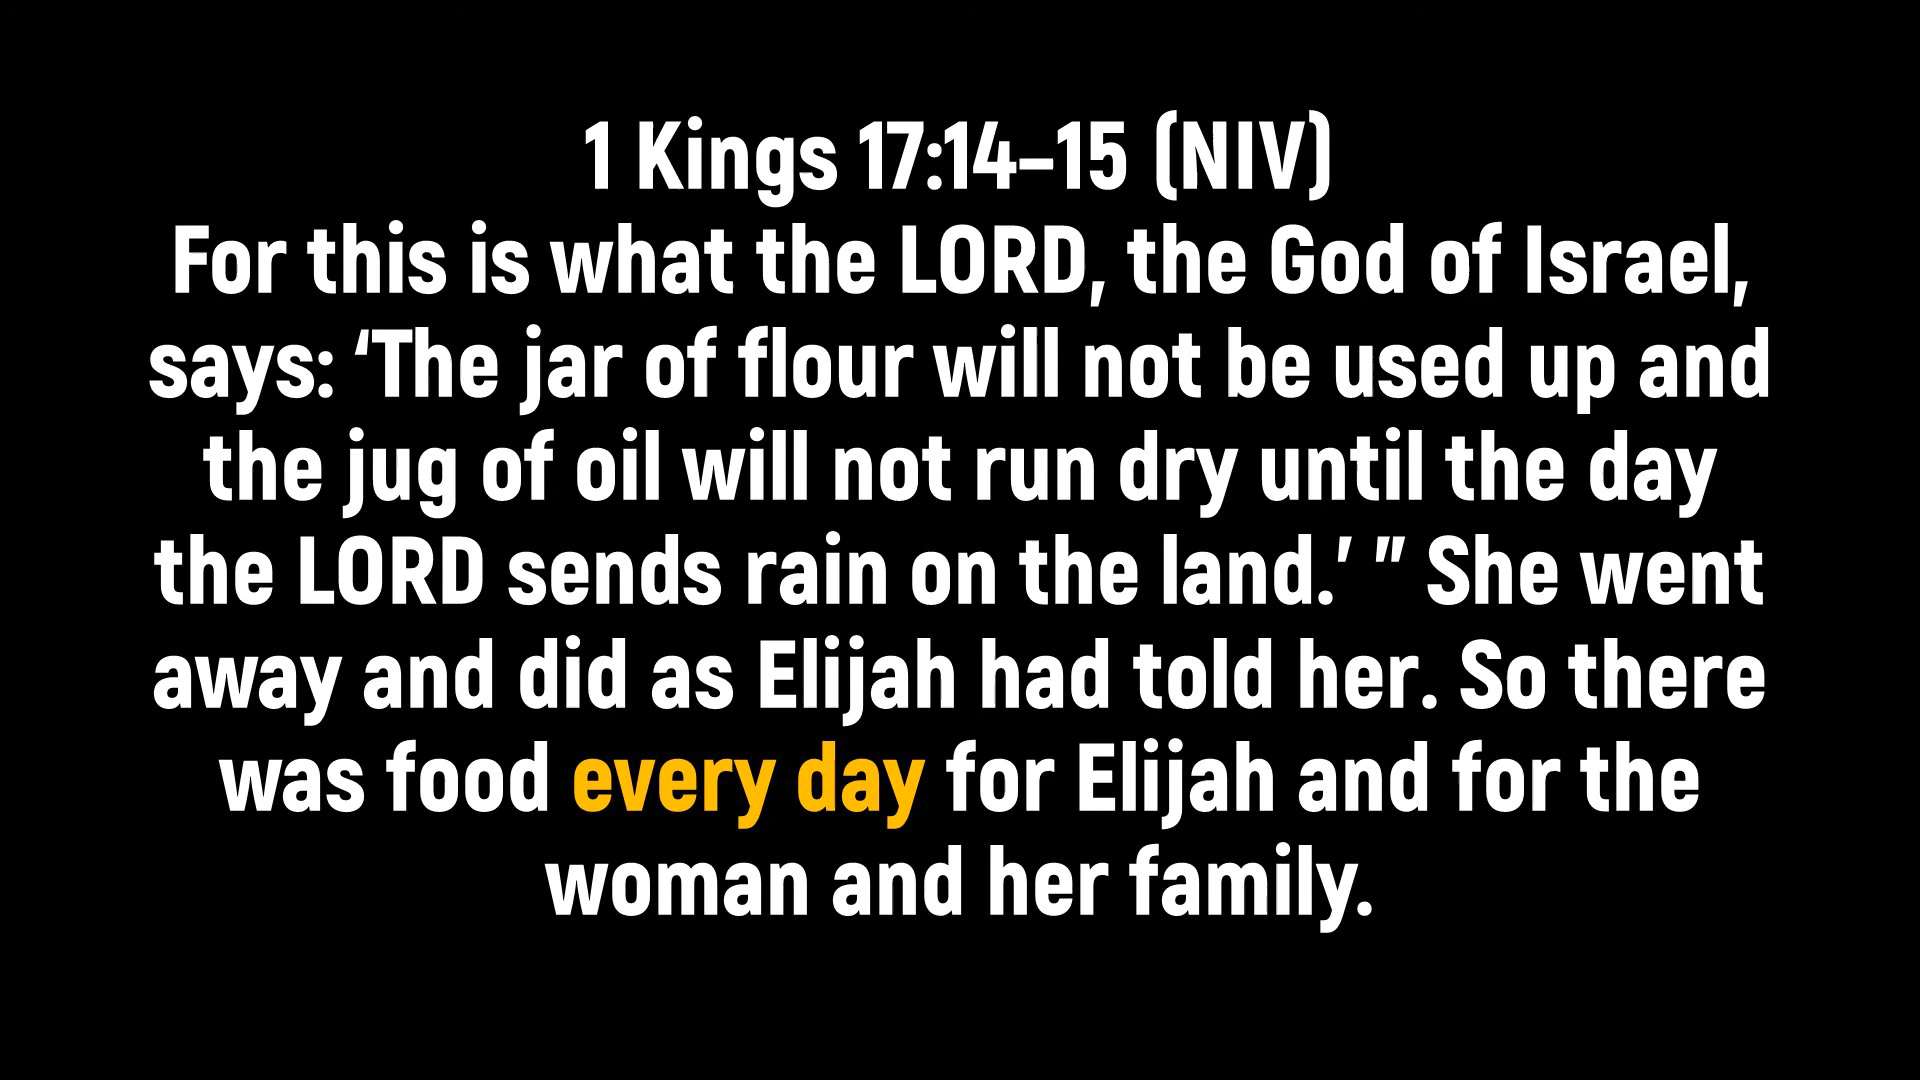 1 Kings 17:14–15 (NIV)
For this is what the LORD, the God of Israel,
says: ‘The jar of flour will not be used up and
the jug of oil will not run dry until the day
the LORD sends rain on the land.’ ” She went
away and did as Elijah had told her. So there
was food every day for Elijah and for the
woman and her family.